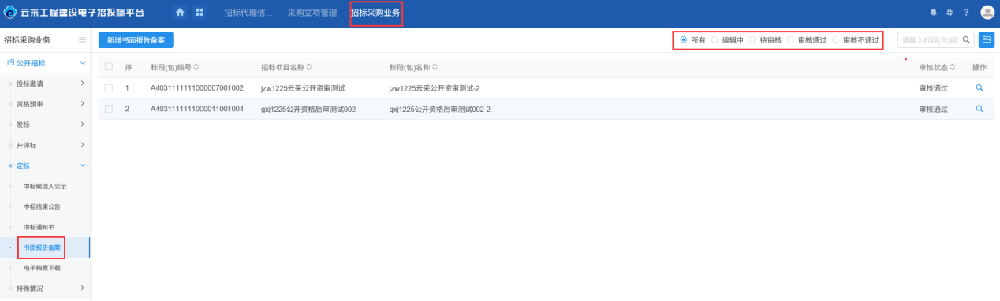 云采工程建设电子招投标平台 招标代理信... 采购立项管理 招标采购业务
招标采购业务 新增书面报告备案 所有 编辑中 待审核 审核通过 审核不通过 请输入标段(包)编
公开招标 序 标段(包)编号 招标项目名称 标段(包)名称 审核状态 操作
投标邀请 1 A4031111111000007001002 jzw1225云采公开资审测试 jzw1225云采公开资审测试-2 审核通过
资格预审 2 A4031111111000011001004 gxj1225公开资格后审测试002 gxj1225公开资格后审测试002-2 审核通过
发标
开评标
定标
中标候选人公示
中标结果公告
中标通知书
书面报告备案
电子档案下载
特殊情况